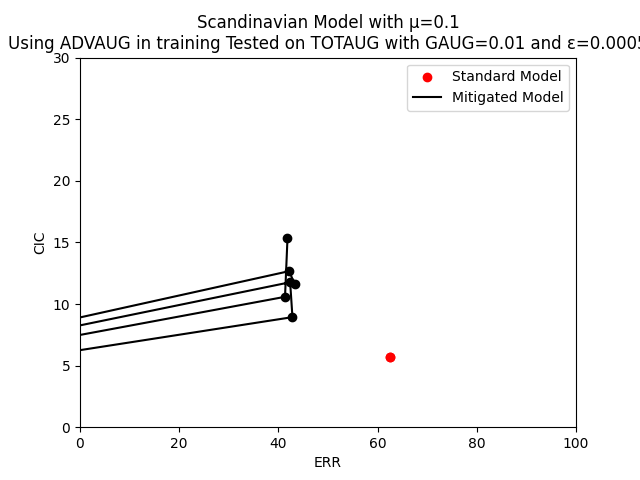 Scandinavian Model with μ=0.1
Using ADVAUG in training Tested on TOTAUG with GAUG=0.01 and ε=0.0005
Standard Model
Mitigated Model
30
25
20
15
10
5
0
CIC
0 20 40 60 80 100
ERR